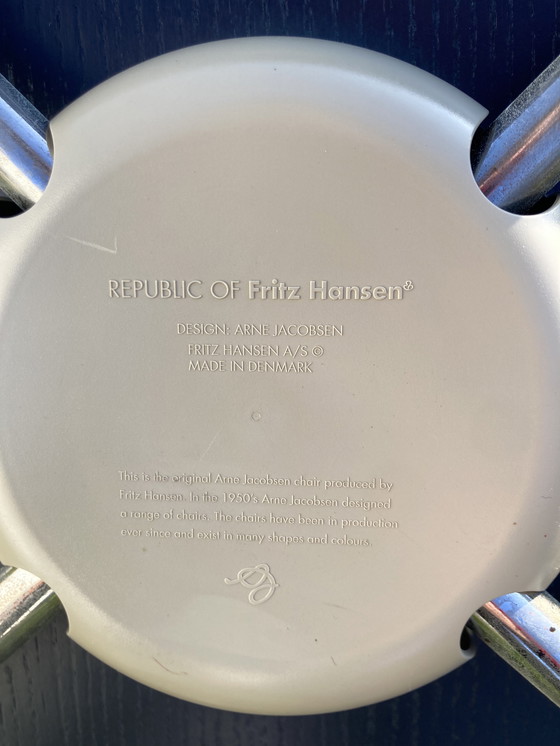 REPUBLIC OF Fritz Hansen
DESIGN: ARNE JACOBSEN
FRITZ HANSEN A/S ©
MADE IN DENMARK
This is the original Arne Jacobsen chair produced by
Fritz Hansen. In the 1950's Arne Jacobsen designed
a range of chairs. The chairs have been in production
ever since and exist in many shapes and colours.